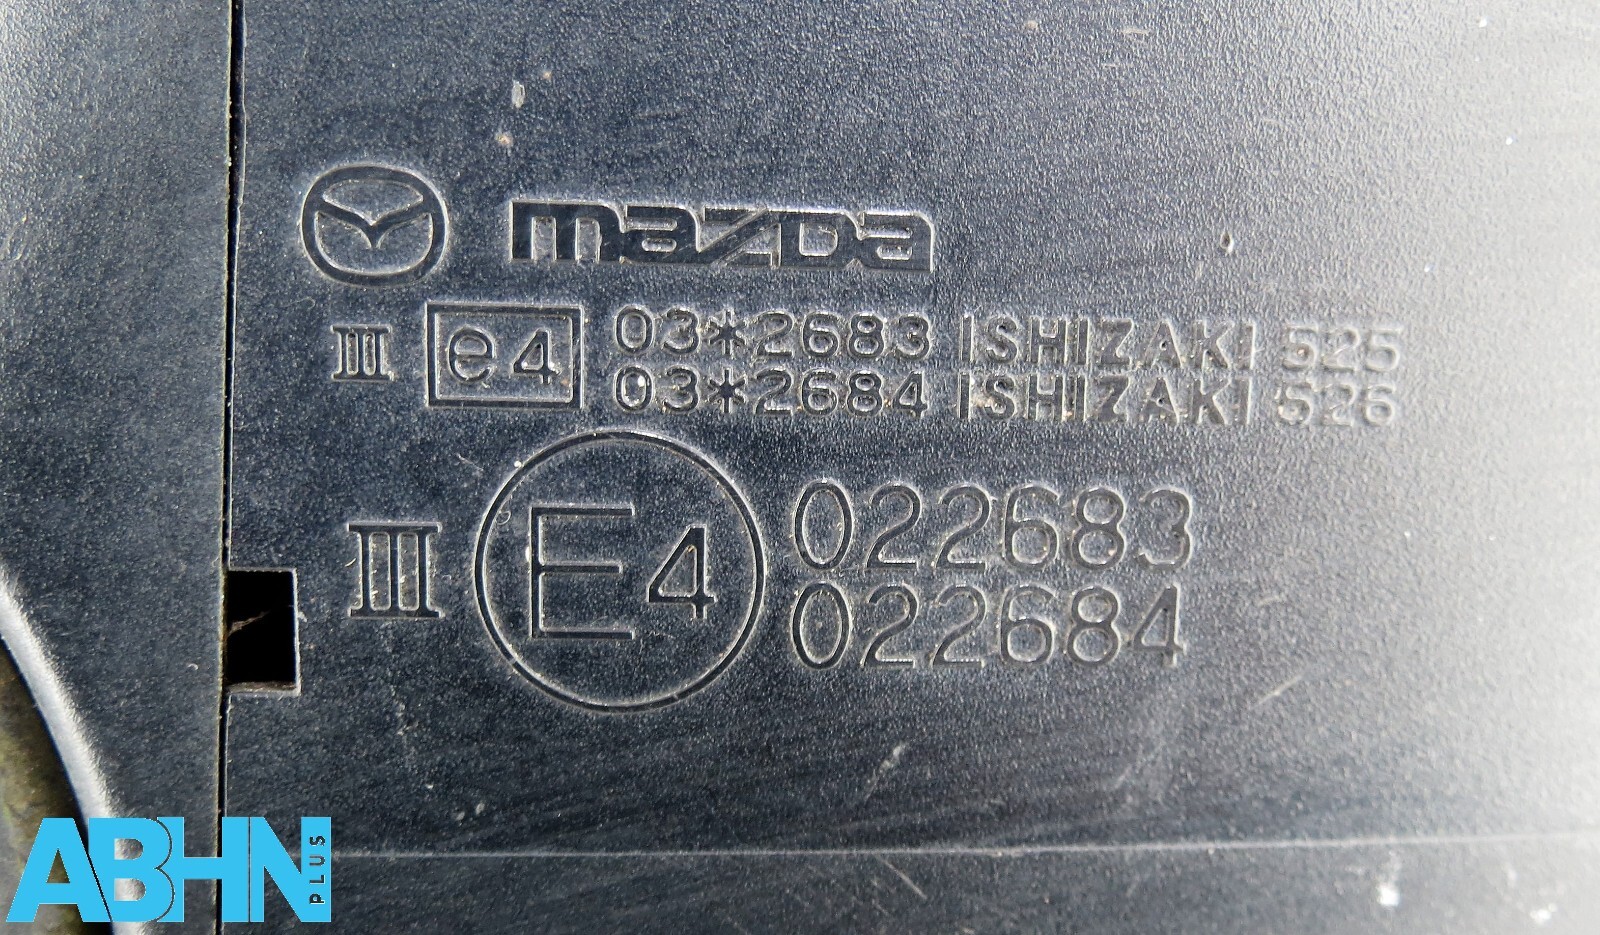 mazda
III e4 03*2683 ISHIZAKI 525
03*2684 ISHIZAKI 526
III E4 022683
022684
ABHN PLUS